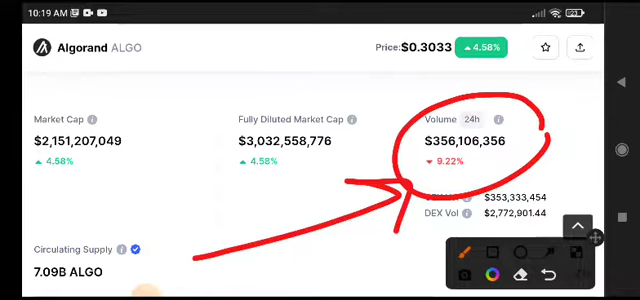 10:19 AM
Algorand ALGO
Price: $0.3033 ▲ 4.58%
Market Cap Fully Diluted Market Cap Volume 24h
$2,151,207,049 $3,032,558,776 $356,106,356
▲ 4.58% ▲ 4.58% ▼ 9.22%
$353,333,454
DEX Vol $2,772,901.44
Circulating Supply
7.09B ALGO